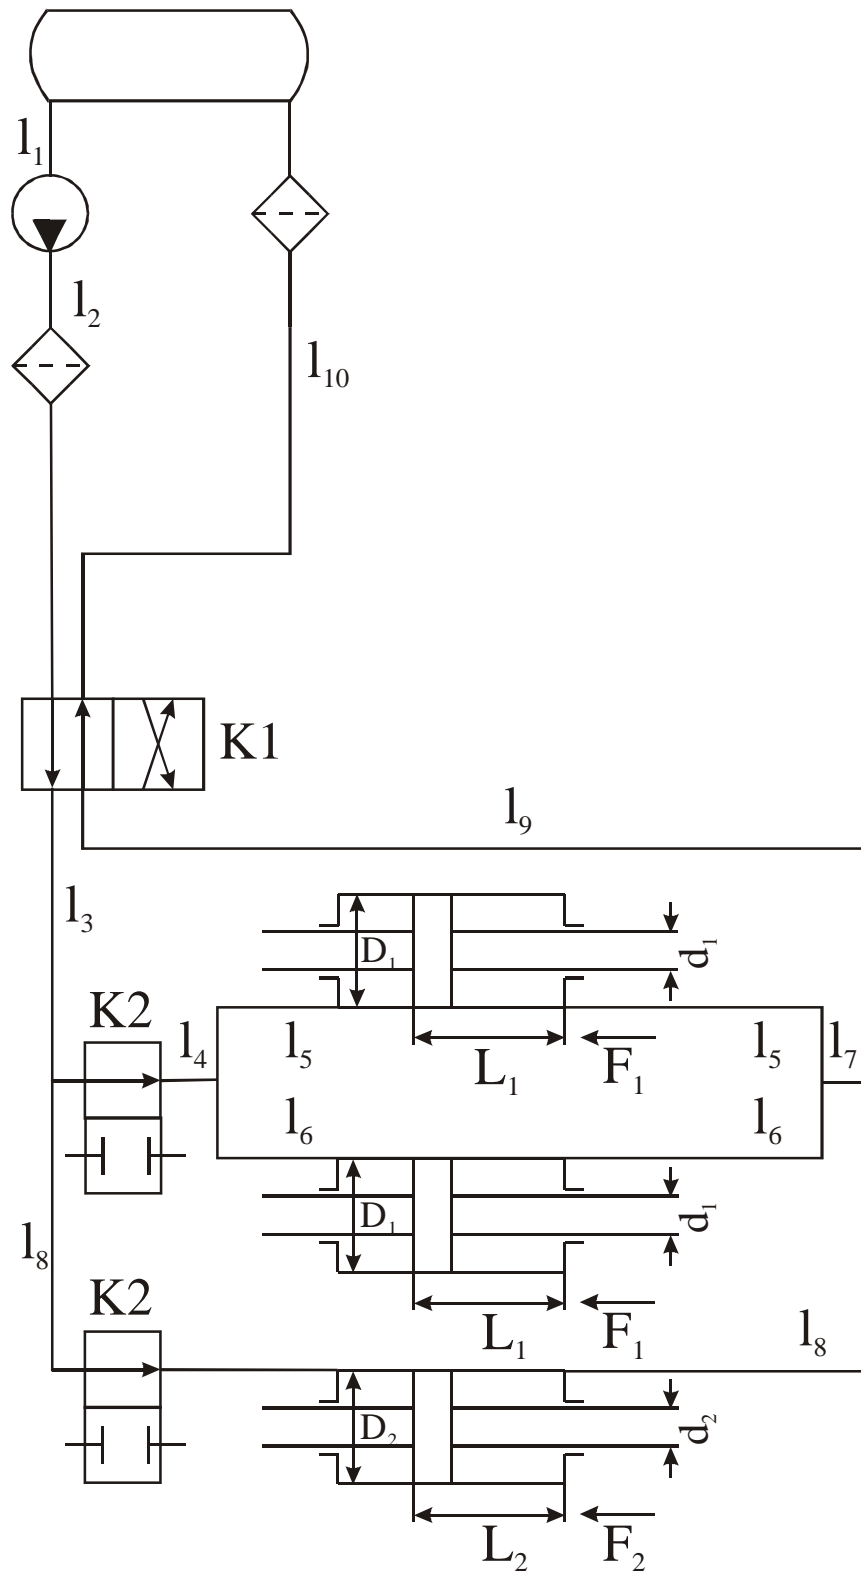 l₁
l₂
l₁₀
K1
l₉
l₃
D₁
d₁
K2
l₄
l₅
l₅
l₇
L₁
F₁
l₆
l₆
D₁
d₁
l₈
K2
L₁
F₁
l₈
D₂
d₂
L₂
F₂